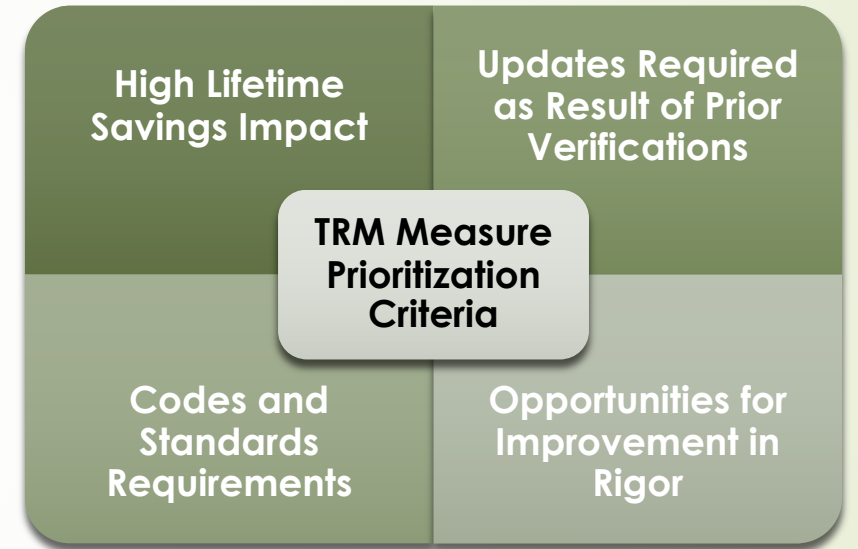 High Lifetime
Savings Impact
Updates Required
as Result of Prior
Verifications
TRM Measure
Prioritization
Criteria
Codes and
Standards
Requirements
Opportunities for
Improvement in
Rigor